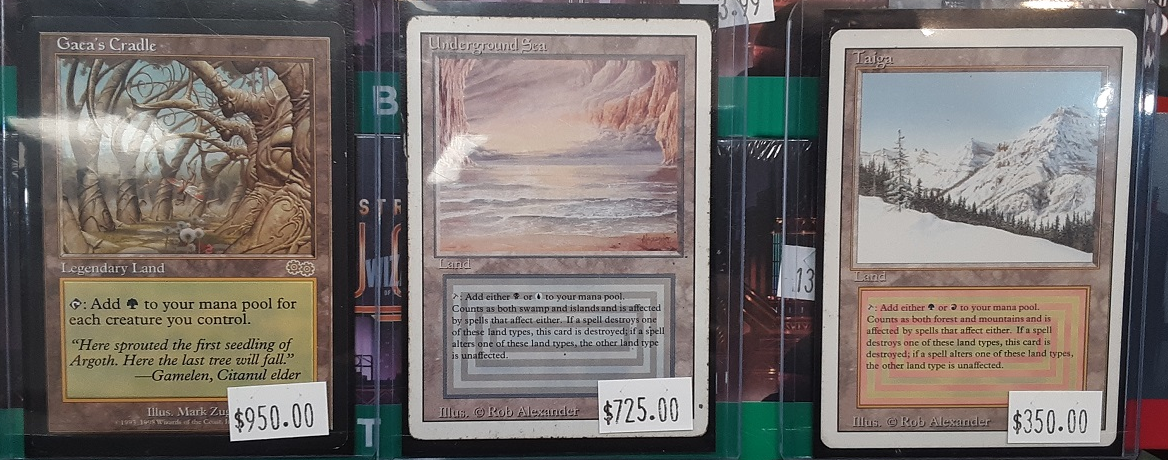 Gaea's Cradle
Legendary Land
: Add to your mana pool for
each creature you control.
"Here sprouted the first seedling of
Argoth. Here the last tree will fall."
—Gamelen, Citanul elder
Illus. Mark
$950.00
Underground Sea
Land
: Add either or to your mana pool.
Counts as both swamp and islands and is affected
by spells that affect either. If a spell destroys one
of these land types, this card is destroyed; if a spell
alters one of these land types, the other land type
is unaffected.
Illus. © Rob Alexander
$725.00
Taiga
Land
: Add either or to your mana pool.
Counts as both forest and mountains and is
affected by spells that affect either. If a spell
destroys one of these land types, this card is
destroyed; if a spell alters one of these land types,
the other land type is unaffected.
Illus. © Rob Alexander
$350.00